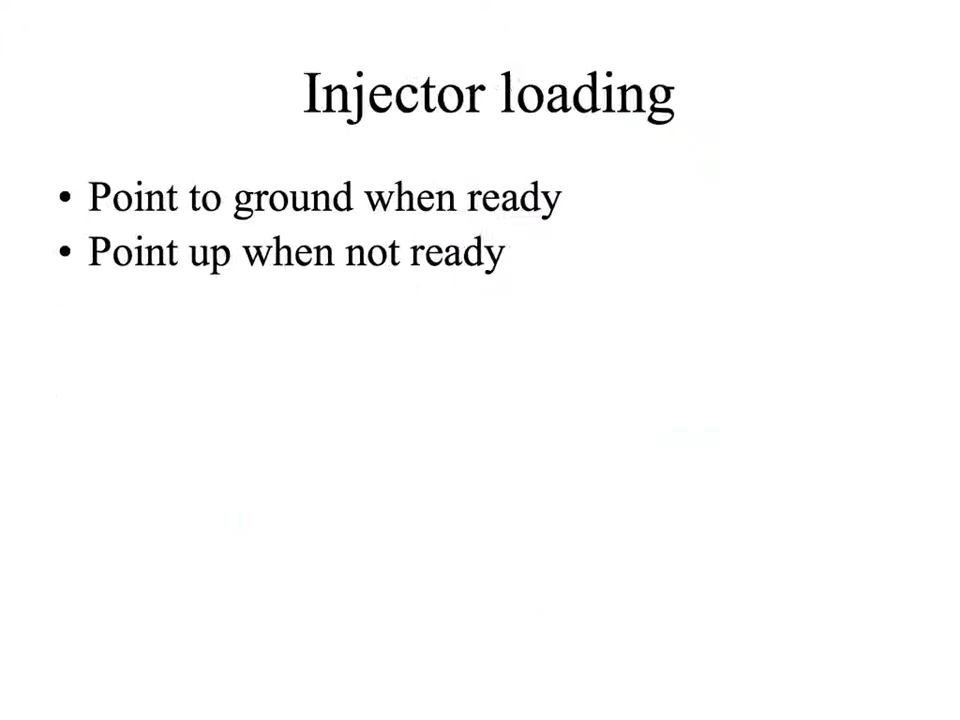 Injector loading
• Point to ground when ready
• Point up when not ready